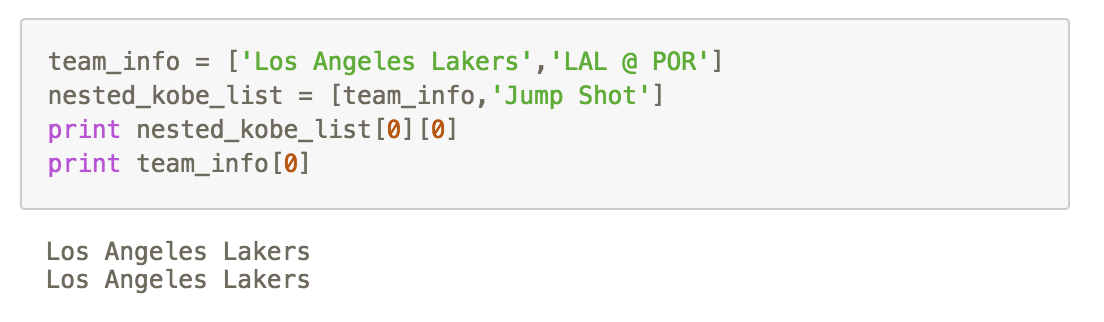 team_info = ['Los Angeles Lakers','LAL @ POR']
nested_kobe_list = [team_info,'Jump Shot']
print nested_kobe_list[0][0]
print team_info[0]
Los Angeles Lakers
Los Angeles Lakers